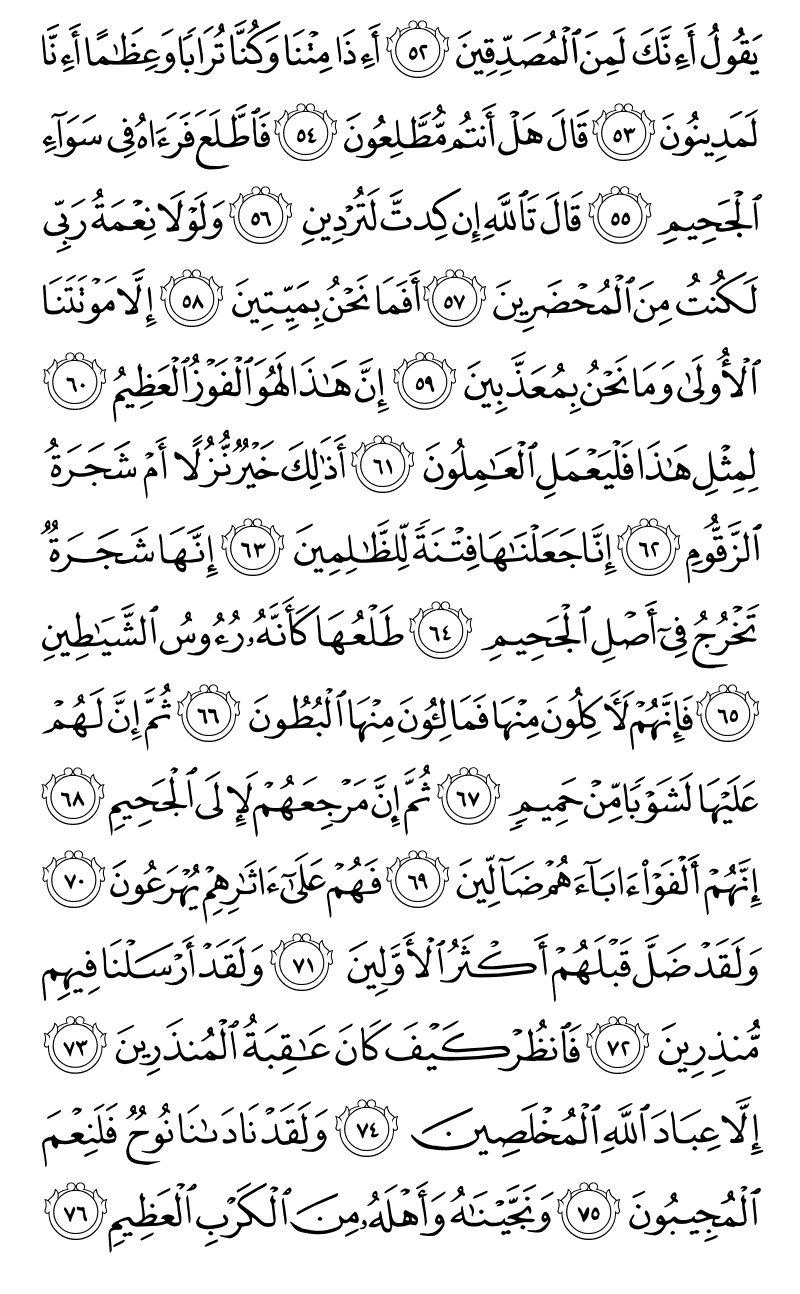 يَقُولُ أَءِنَّكَ لَمِنَ ٱلْمُصَدِّقِينَ ٥٢ أَءِذَا مِتْنَا وَكُنَّا تُرَابًا وَعِظَٰمًا أَءِنَّا
لَمَدِينُونَ ٥٣ قَالَ هَلْ أَنتُم مُّطَّلِعُونَ ٥٤ فَٱطَّلَعَ فَرَءَاهُ فِى سَوَآءِ
ٱلْجَحِيمِ ٥٥ قَالَ تَٱللَّهِ إِن كِدتَّ لَتُرْدِينِ ٥٦ وَلَوْلَا نِعْمَةُ رَبِّى
لَكُنتُ مِنَ ٱلْمُحْضَرِينَ ٥٧ أَفَمَا نَحْنُ بِمَيِّتِينَ ٥٨ إِلَّا مَوْتَتَنَا
ٱلْأُولَىٰ وَمَا نَحْنُ بِمُعَذَّبِينَ ٥٩ إِنَّ هَٰذَا لَهُوَ ٱلْفَوْزُ ٱلْعَظِيمُ ٦٠
لِمِثْلِ هَٰذَا فَلْيَعْمَلِ ٱلْعَٰمِلُونَ ٦١ أَذَٰلِكَ خَيْرٌ نُّزُلًا أَمْ شَجَرَةُ
ٱلزَّقُّومِ ٦٢ إِنَّا جَعَلْنَٰهَا فِتْنَةً لِّلظَّٰلِمِينَ ٦٣ إِنَّهَا شَجَرَةٌ
تَخْرُجُ فِىٓ أَصْلِ ٱلْجَحِيمِ ٦٤ طَلْعُهَا كَأَنَّهُۥ رُءُوسُ ٱلشَّيَٰطِينِ
٦٥ فَإِنَّهُمْ لَءَاكِلُونَ مِنْهَا فَمَالِـُٔونَ مِنْهَا ٱلْبُطُونَ ٦٦ ثُمَّ إِنَّ لَهُمْ
عَلَيْهَا لَشَوْبًا مِّنْ حَمِيمٍ ٦٧ ثُمَّ إِنَّ مَرْجِعَهُمْ لَإِلَى ٱلْجَحِيمِ ٦٨
إِنَّهُمْ أَلْفَوْا۟ ءَابَآءَهُمْ ضَآلِّينَ ٦٩ فَهُمْ عَلَىٰٓ ءَاثَٰرِهِمْ يُهْرَعُونَ ٧٠
وَلَقَدْ ضَلَّ قَبْلَهُمْ أَكْثَرُ ٱلْأَوَّلِينَ ٧١ وَلَقَدْ أَرْسَلْنَا فِيهِم
مُّنذِرِينَ ٧٢ فَٱنظُرْ كَيْفَ كَانَ عَٰقِبَةُ ٱلْمُنذَرِينَ ٧٣
إِلَّا عِبَادَ ٱللَّهِ ٱلْمُخْلَصِينَ ٧٤ وَلَقَدْ نَادَىٰنَا نُوحٌ فَلَنِعْمَ
ٱلْمُجِيبُونَ ٧٥ وَنَجَّيْنَٰهُ وَأَهْلَهُۥ مِنَ ٱلْكَرْبِ ٱلْعَظِيمِ ٧٦